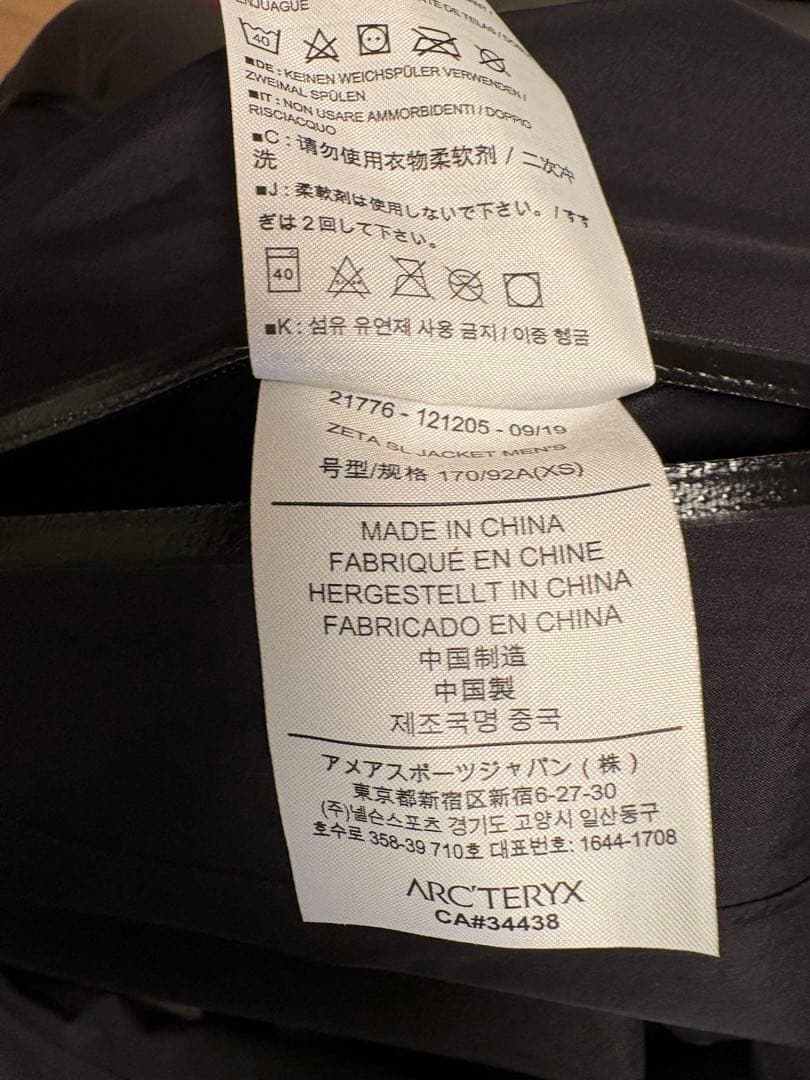 ENJUAGUE
40
■DE : KEINEN WEICHSPÜLER VERWENDEN /
ZWEIMAL SPÜLEN
■IT : NON USARE AMMORBIDENTI / DOPPIO
RISCIACQUO
■C : 请勿使用衣物柔软剂 / 二次冲
洗
■J : 柔軟剤は使用しないで下さい。/ すす
ぎは2回して下さい。
40
■K : 섬유 유연제 사용 금지 / 이중 헹굼
21776 - 121205 - 09/19
ZETA SL JACKET MEN'S
号型/规格 170/92A(XS)
MADE IN CHINA
FABRIQUÉ EN CHINE
HERGESTELLT IN CHINA
FABRICADO EN CHINA
中国制造
中国製
제조국명 중국
アメアスポーツジャパン ( 株 )
東京都新宿区新宿6-27-30
(주)넬슨스포츠 경기도 고양시 일산동구
호수로 358-39 710호 대표번호: 1644-1708
ARC'TERYX
CA#34438